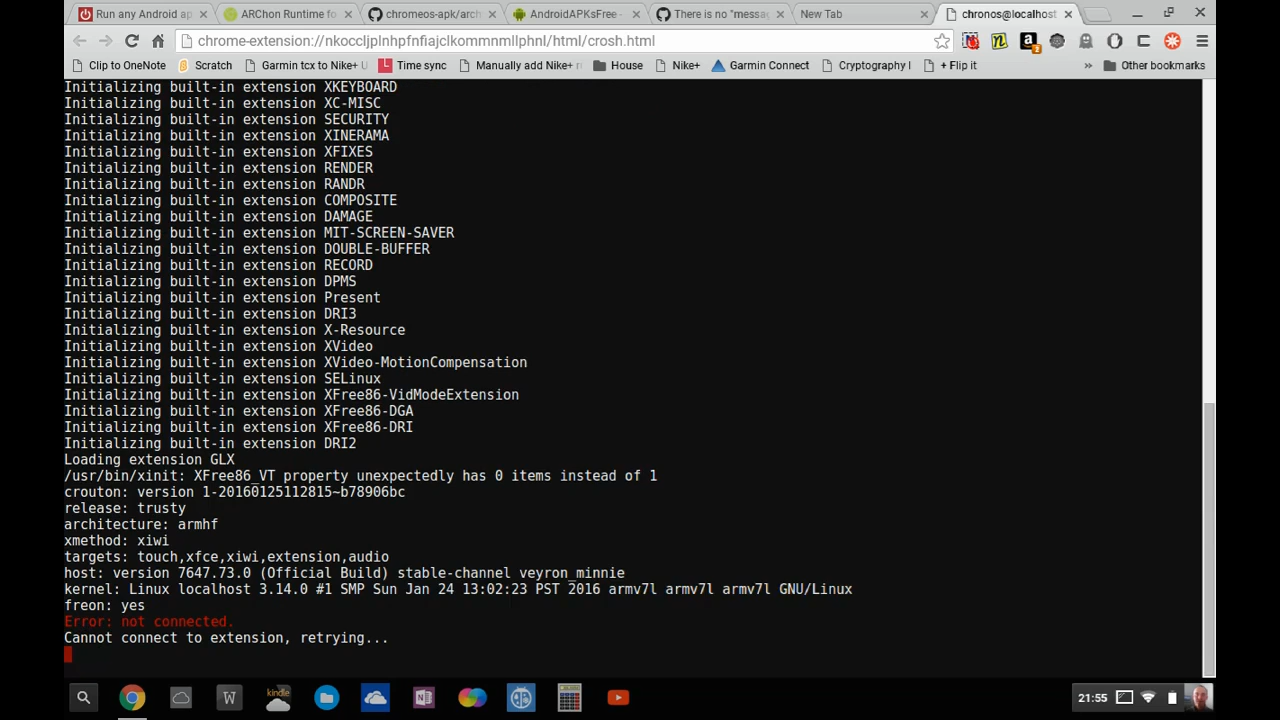 Run any Android ap
ARChon Runtime fo
chromeos-apk/arch
AndroidAPKsFree -
There is no "messa
New Tab
chronos@localhost
chrome-extension://nkoccljplnhpfnfiajclkommnmllphnl/html/crosh.html
Clip to OneNote
Scratch
Garmin tcx to Nike+ U
Time sync
Manually add Nike+ r
House
Nike+
Garmin Connect
Cryptography I
+ Flip it
» Other bookmarks
Initializing built-in extension XKEYBOARD
Initializing built-in extension XC-MISC
Initializing built-in extension SECURITY
Initializing built-in extension XINERAMA
Initializing built-in extension XFIXES
Initializing built-in extension RENDER
Initializing built-in extension RANDR
Initializing built-in extension COMPOSITE
Initializing built-in extension DAMAGE
Initializing built-in extension MIT-SCREEN-SAVER
Initializing built-in extension DOUBLE-BUFFER
Initializing built-in extension RECORD
Initializing built-in extension DPMS
Initializing built-in extension Present
Initializing built-in extension DRI3
Initializing built-in extension X-Resource
Initializing built-in extension XVideo
Initializing built-in extension XVideo-MotionCompensation
Initializing built-in extension SELinux
Initializing built-in extension XFree86-VidModeExtension
Initializing built-in extension XFree86-DGA
Initializing built-in extension XFree86-DRI
Initializing built-in extension DRI2
Loading extension GLX
/usr/bin/xinit: XFree86_VT property unexpectedly has 0 items instead of 1
crouton: version 1-20160125112815~b78906bc
release: trusty
architecture: armhf
xmethod: xiwi
targets: touch,xfce,xiwi,extension,audio
host: version 7647.73.0 (Official Build) stable-channel veyron_minnie
kernel: Linux localhost 3.14.0 #1 SMP Sun Jan 24 13:02:23 PST 2016 armv7l armv7l armv7l GNU/Linux
freon: yes
Error: not connected.
Cannot connect to extension, retrying...
W
kindle
21:55